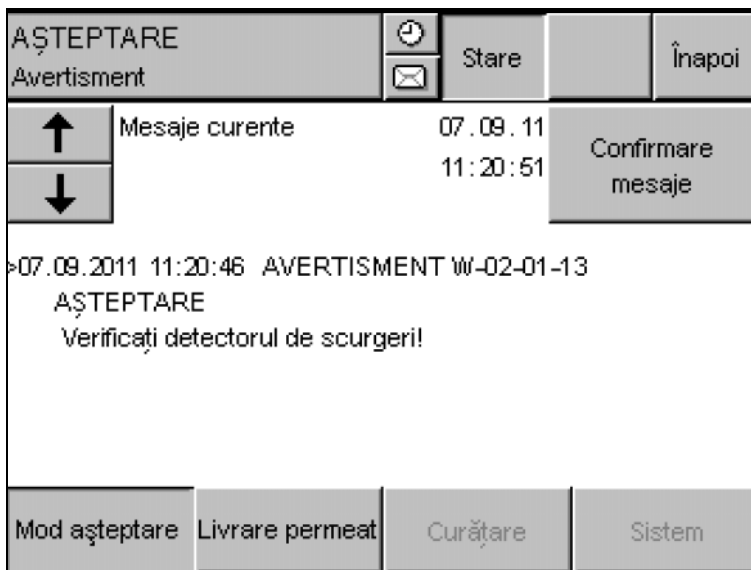 AȘTEPTARE
Avertisment
Stare
Înapoi
Mesaje curente
07.09.11
11:20:51
Confirmare
mesaje
>07.09.2011 11:20:46 AVERTISMENT W-02-01-13
AȘTEPTARE
Verificați detectorul de scurgeri!
Mod așteptare
Livrare permeat
Curățare
Sistem